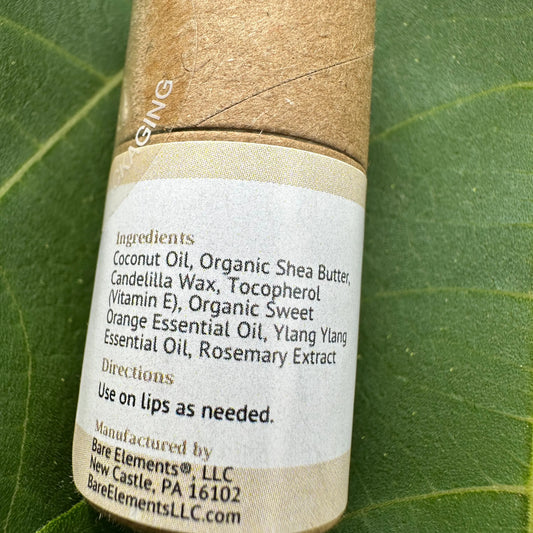 AGING
Ingredients
Coconut Oil, Organic Shea Butter,
Candelilla Wax, Tocopherol
(Vitamin E), Organic Sweet
Orange Essential Oil, Ylang Ylang
Essential Oil, Rosemary Extract
Directions
Use on lips as needed.
Manufactured by
Bare Elements®, LLC
New Castle, PA 16102
BareElementsLLC.com